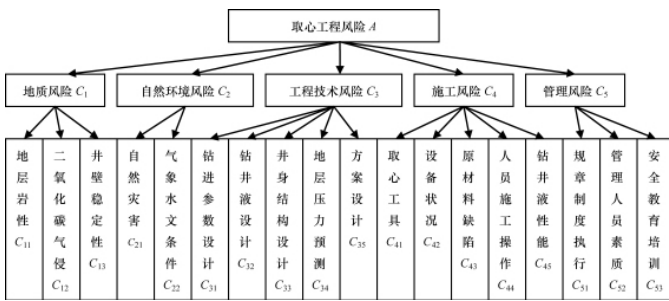 取心工程风险 A
地质风险 C₁
自然环境风险 C₂
工程技术风险 C₃
施工风险 C₄
管理风险 C₅
地层岩性 C₁₁
二氧化碳气侵 C₁₂
井壁稳定性 C₁₃
自然灾害 C₂₁
气象水文条件 C₂₂
钻进参数设计 C₃₁
钻井液设计 C₃₂
井身结构设计 C₃₃
地层压力预测 C₃₄
方案设计 C₃₅
取心工具 C₄₁
设备状况 C₄₂
原材料缺陷 C₄₃
人员施工操作 C₄₄
钻井液性能 C₄₅
规章制度执行 C₅₁
管理人员素质 C₅₂
安全教育培训 C₅₃